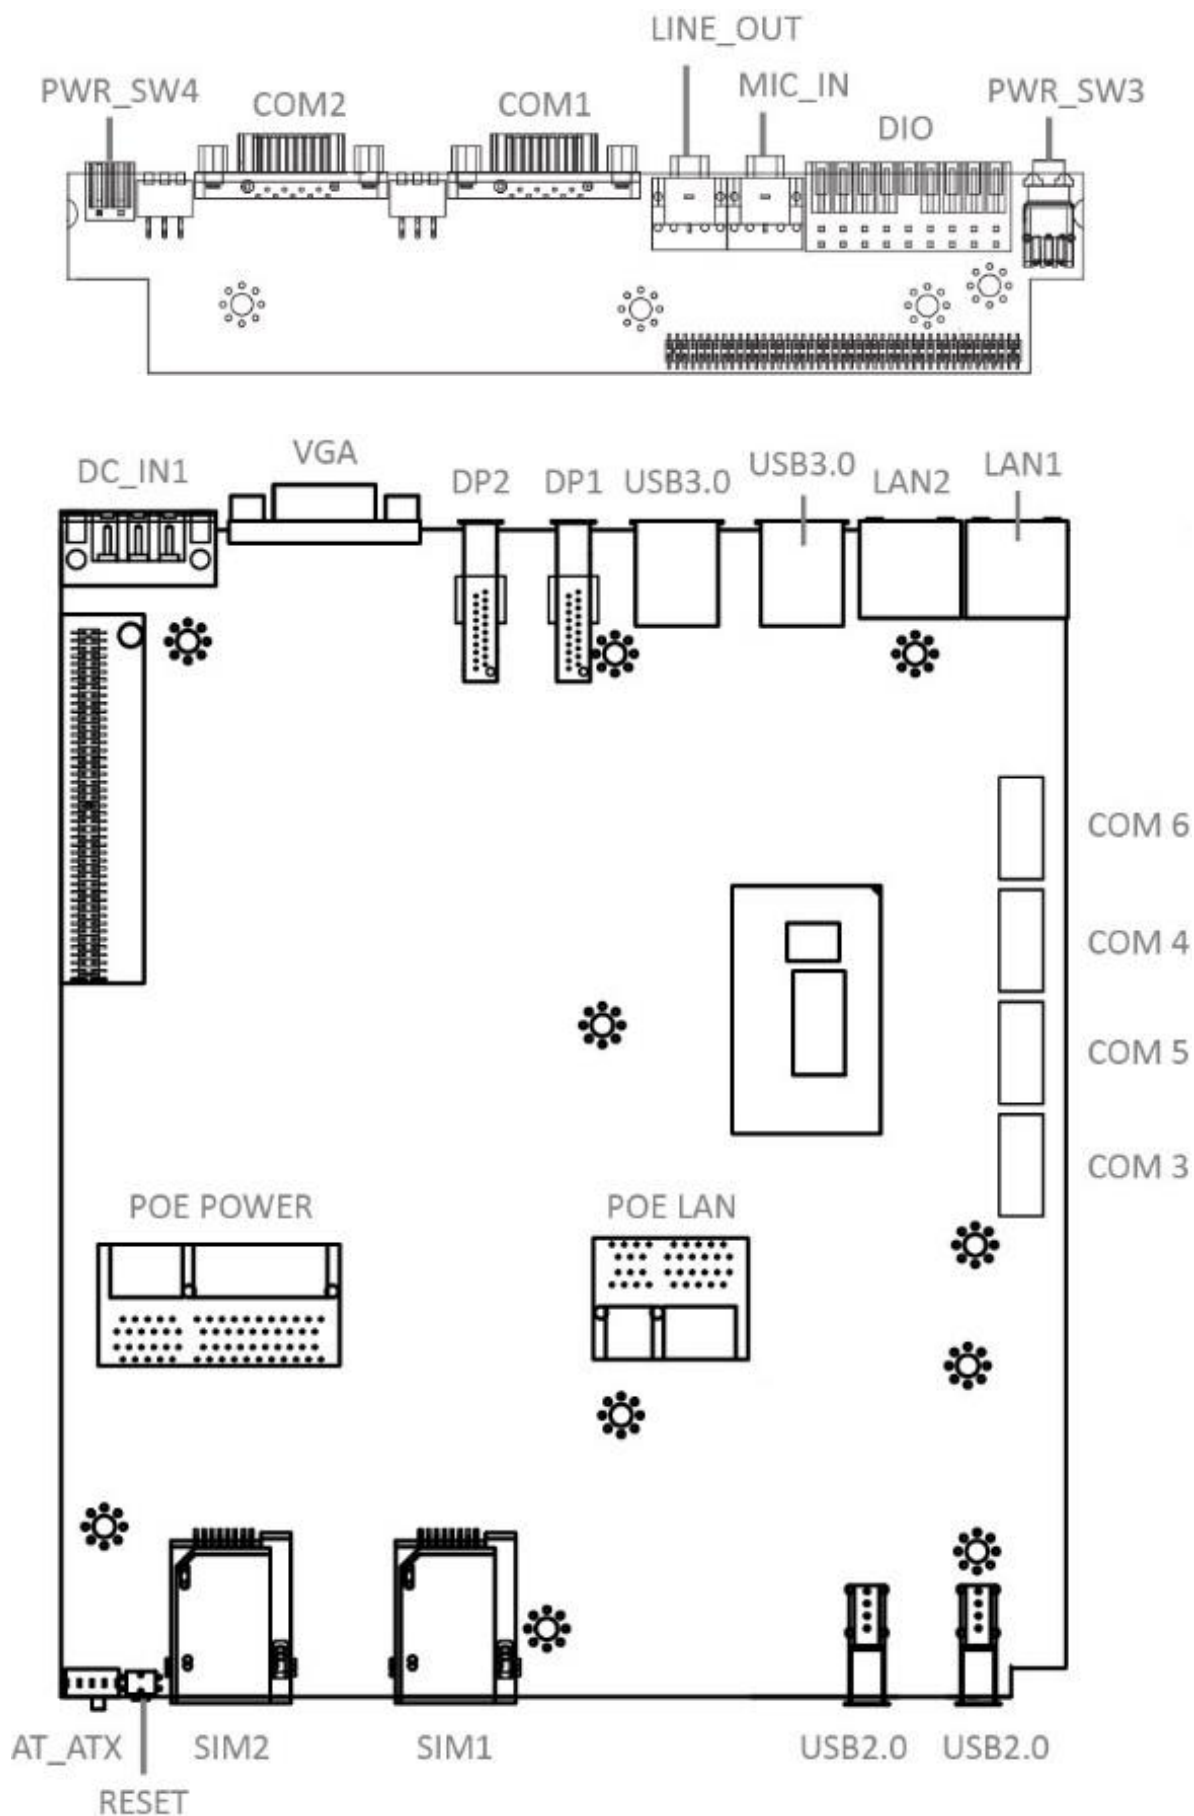 LINE_OUT
PWR_SW4
COM2
COM1
MIC_IN
PWR_SW3
DIO
DC_IN1
VGA
DP2
DP1
USB3.0
USB3.0
LAN2
LAN1
COM 6
COM 4
COM 5
COM 3
POE POWER
POE LAN
AT_ATX
SIM2
SIM1
USB2.0
USB2.0
RESET